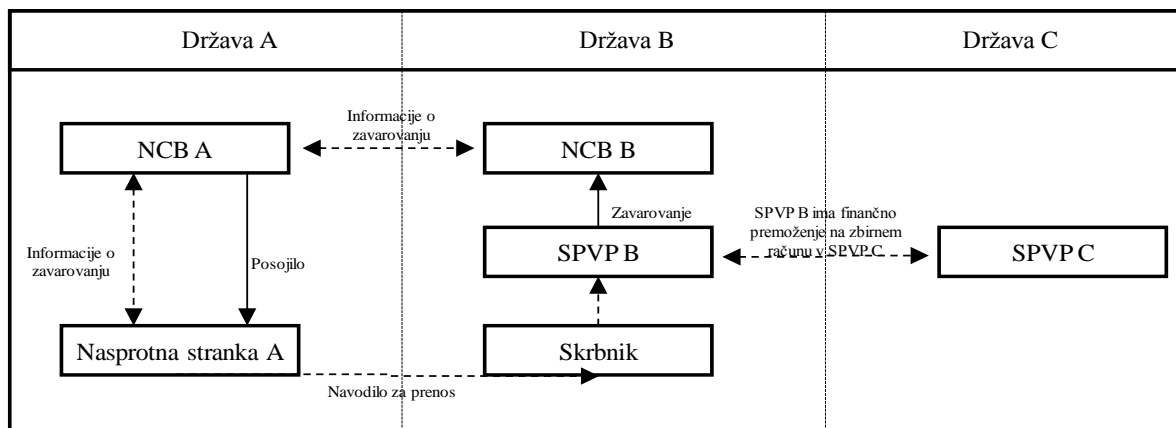 Država A
Država B
Država C
Informacije o
zavarovanju
NCB A
NCB B
Zavarovanje
SPVP B ima finančno
premoženje na zbirnem
računu v SPVP C
Informacije o
zavarovanju
Posojilo
SPVP B
SPVP C
Nasprotna stranka A
Skrbnik
Navodilo za prenos